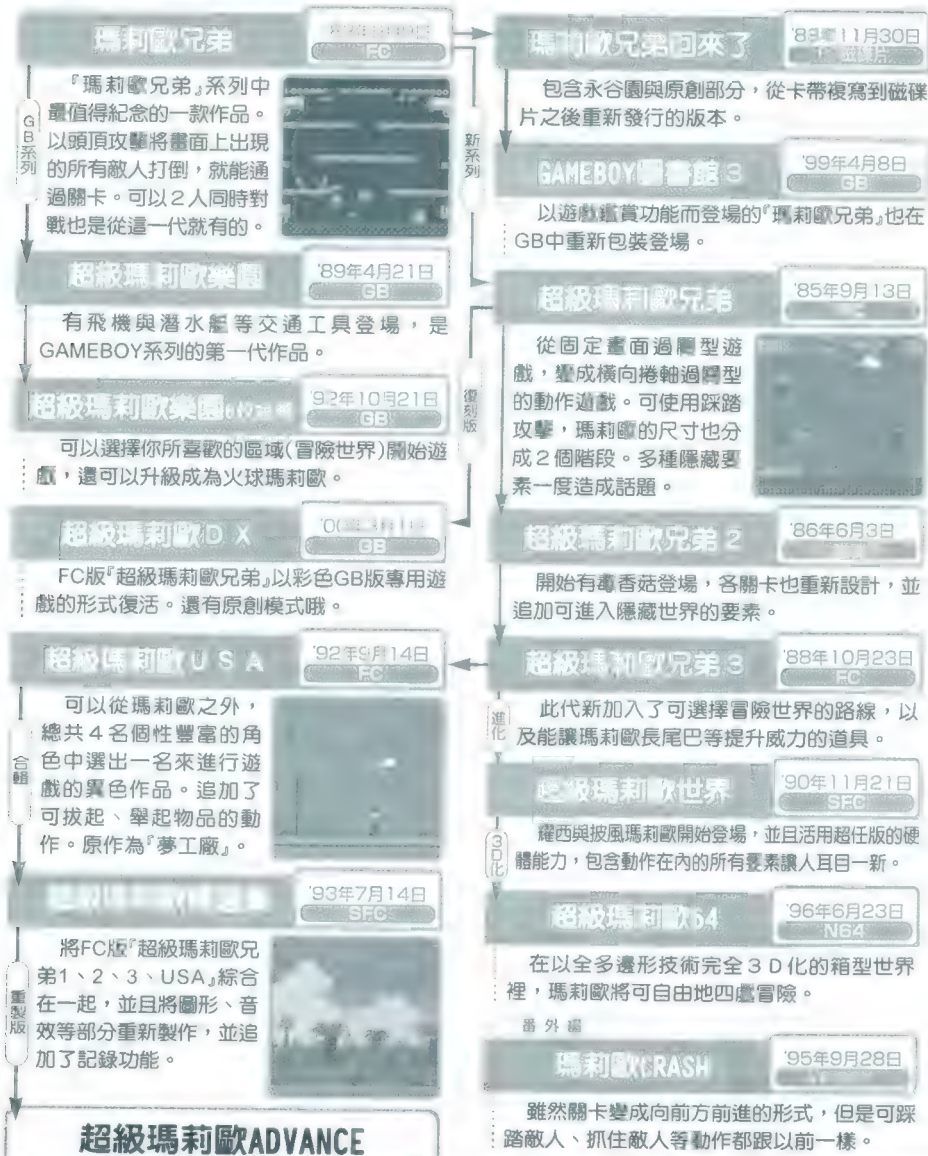 瑪莉歐兄弟
FC
『瑪莉歐兄弟』系列中
最值得紀念的一款作品。
以頭頂攻擊將畫面上出現
的所有敵人打倒,就能通
過關卡。可以2人同時對
戰也是從這一代就有的。
GB系列
新系列
超級瑪莉歐樂園
'89年4月21日
GB
有飛機與潛水艇等交通工具登場,是
GAMEBOY系列的第一代作品。
超級瑪莉歐樂園
'92年10月21日
GB
可以選擇你所喜歡的區域(冒險世界)開始遊
戲,還可以升級成為火球瑪莉歐。
復刻版
超級瑪莉歐DX
GB
FC版『超級瑪莉歐兄弟』以彩色GB版專用遊
戲的形式復活。還有原創模式哦。
超級瑪莉歐USA
'92年9月14日
FC
可以從瑪莉歐之外,
總共4名個性豐富的角
色中選出一名來進行遊
戲的異色作品。追加了
可拔起、舉起物品的動
作。原作為『夢工廠』。
合輯
'93年7月14日
SFC
將FC版『超級瑪莉歐兄
弟1、2、3、USA』綜合
在一起,並且將圖形、音
效等部分重新製作,並追
加了記錄功能。
重製版
超級瑪莉歐ADVANCE
瑪莉歐兄弟回來了
11月30日
磁碟片
包含永谷園與原創部分,從卡帶複寫到磁碟
片之後重新發行的版本。
GAMEBOY圖書館3
'99年4月8日
GB
以遊戲鑑賞功能而登場的『瑪莉歐兄弟』也在
GB中重新包裝登場。
超級瑪莉歐兄弟
'85年9月13日
從固定畫面過關型遊
戲,變成橫向捲軸過關型
的動作遊戲。可使用踩踏
攻擊,瑪莉歐的尺寸也分
成2個階段。多種隱藏要
素一度造成話題。
超級瑪莉歐兄弟2
'86年6月3日
開始有毒香菇登場,各關卡也重新設計,並
追加可進入隱藏世界的要素。
超級瑪莉歐兄弟3
'88年10月23日
FC
此代新加入了可選擇冒險世界的路線,以
及能讓瑪莉歐長尾巴等提升威力的道具。
進化
超級瑪莉歐世界
'90年11月21日
SFC
耀西與披風瑪莉歐開始登場,並且活用超任版的硬
體能力,包含動作在內的所有要素讓人耳目一新。
3D化
超級瑪莉歐64
'96年6月23日
N64
在以全多邊形技術完全3D化的箱型世界
裡,瑪莉歐將可自由地四處冒險。
番外編
瑪莉歐CRASH
'95年9月28日
雖然關卡變成向前方前進的形式,但是可踩
踏敵人、抓住敵人等動作都跟以前一樣。